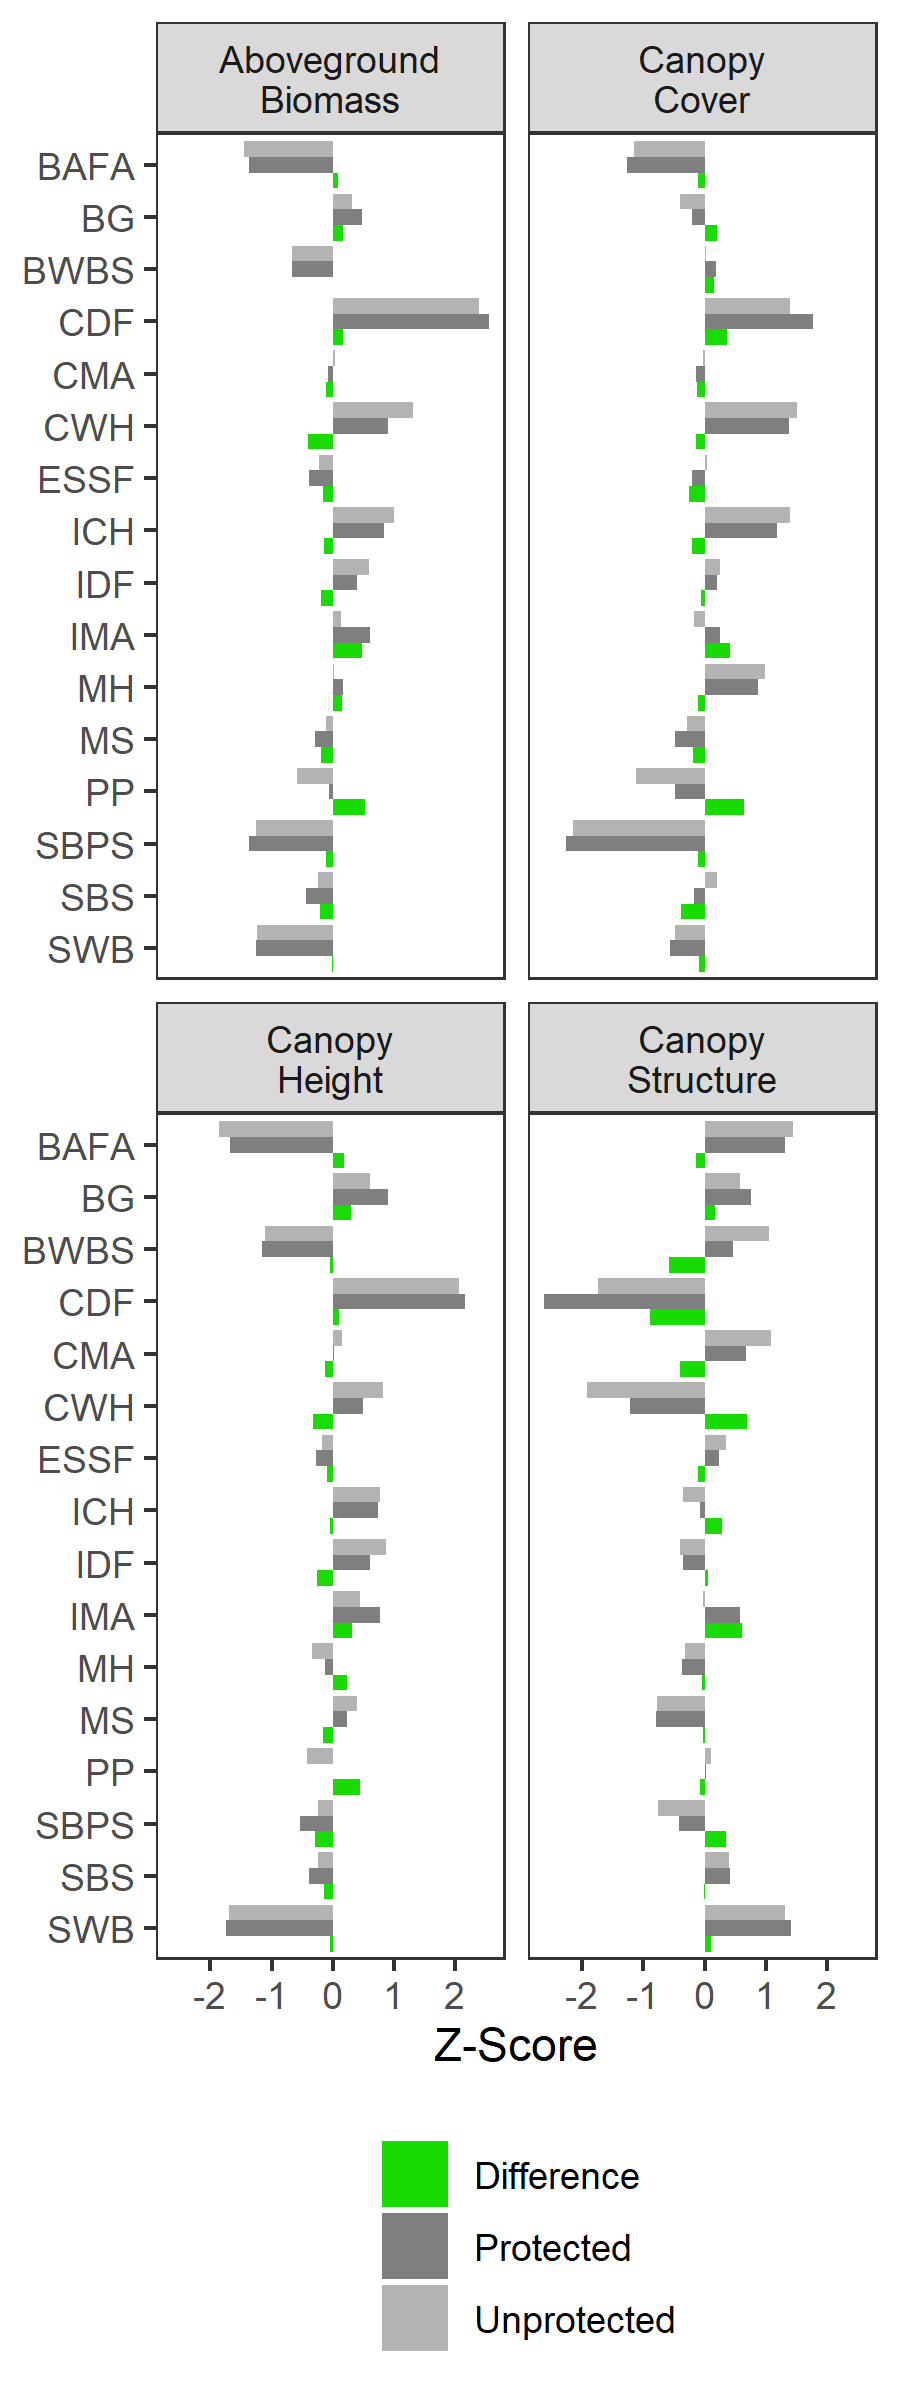 Aboveground
Biomass
Canopy
Cover
BAFA
BG
BWBS
CDF
CMA
CWH
ESSF
ICH
IDF
IMA
MH
MS
PP
SBPS
SBS
SWB
Canopy
Height
Canopy
Structure
BAFA
BG
BWBS
CDF
CMA
CWH
ESSF
ICH
IDF
IMA
MH
MS
PP
SBPS
SBS
SWB
-2 -1 0 1 2 -2 -1 0 1 2
Z-Score
Difference
Protected
Unprotected